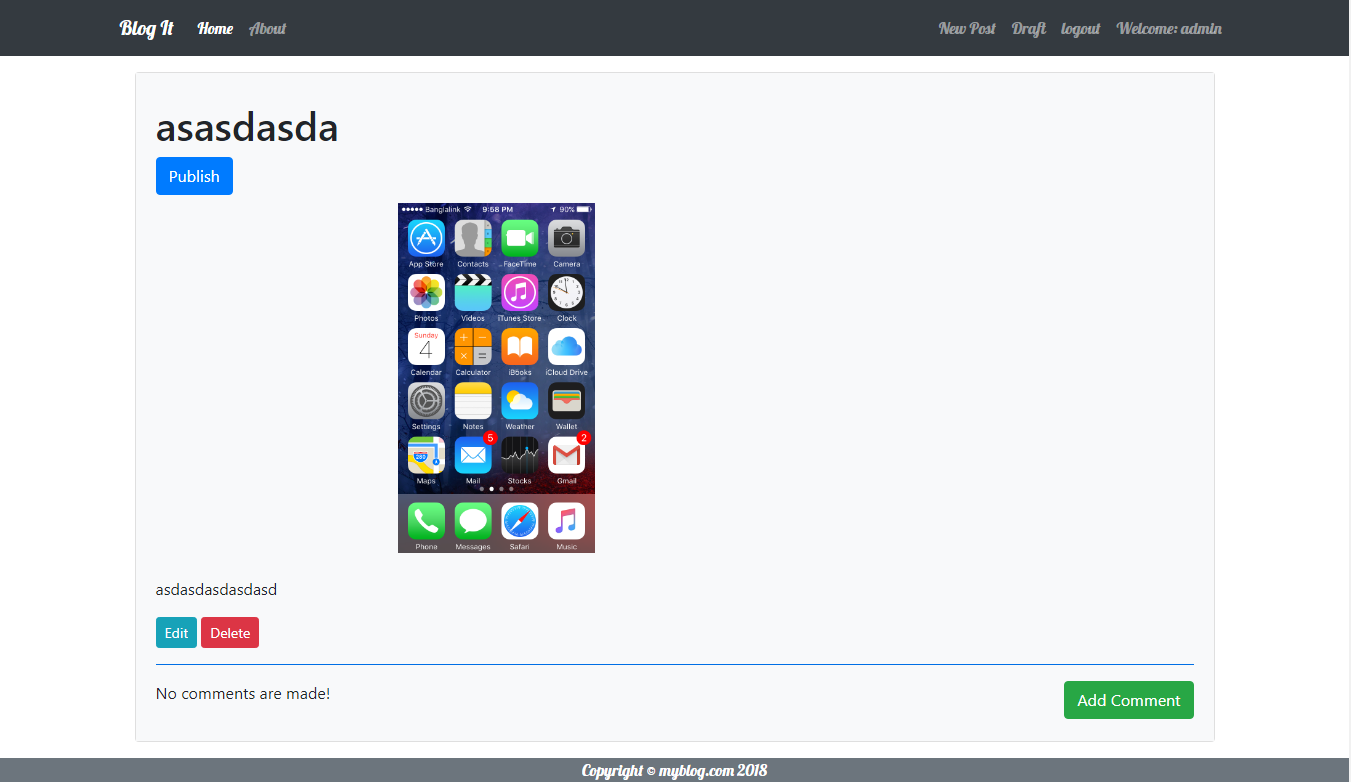 Blog It Home About New Post Draft logout Welcome: admin
asasdasda
Publish
Banglalink 9:58 PM 90%
App Store Contacts FaceTime Camera
Photos Videos iTunes Store Clock
Sunday
4
Calendar Calculator iBooks iCloud Drive
Settings Notes Weather Wallet
280 5 2
Maps Mail Stocks Gmail
Phone Messages Safari Music
asdasdasdasdasd
Edit Delete
No comments are made! Add Comment
Copyright © myblog.com 2018